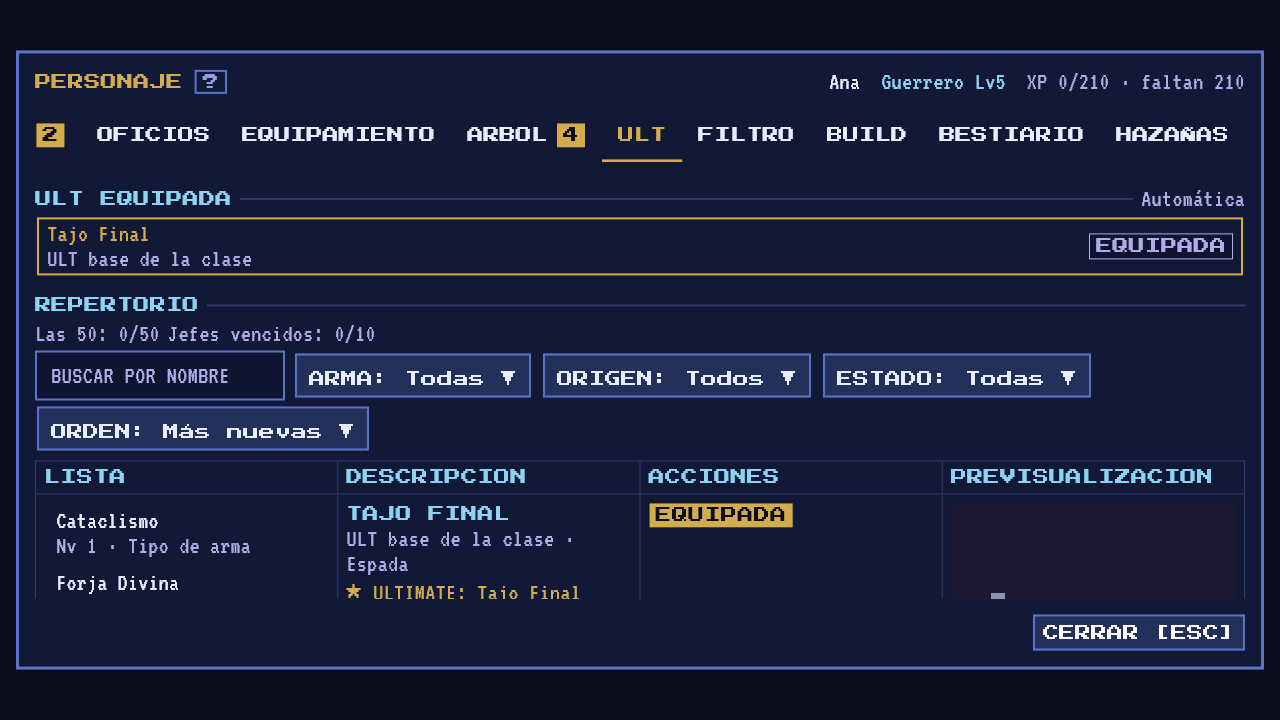 PERSONAJE ? Ana Guerrero Lv5 XP 0/210 · faltan 210
2 OFICIOS EQUIPAMIENTO ARBOL 4 ULT FILTRO BUILD BESTIARIO HAZAñAS
ULT EQUIPADA Automática
Tajo Final
ULT base de la clase
EQUIPADA
REPERTORIO
Las 50: 0/50 Jefes vencidos: 0/10
BUSCAR POR NOMBRE ARMA: Todas ▼ ORIGEN: Todos ▼ ESTADO: Todas ▼
ORDEN: Más nuevas ▼
LISTA DESCRIPCION ACCIONES PREVISUALIZACION
Cataclismo
Nv 1 · Tipo de arma
Forja Divina
TAJO FINAL
ULT base de la clase ·
Espada
★ ULTIMATE: Tajo Final
EQUIPADA
CERRAR [ESC]